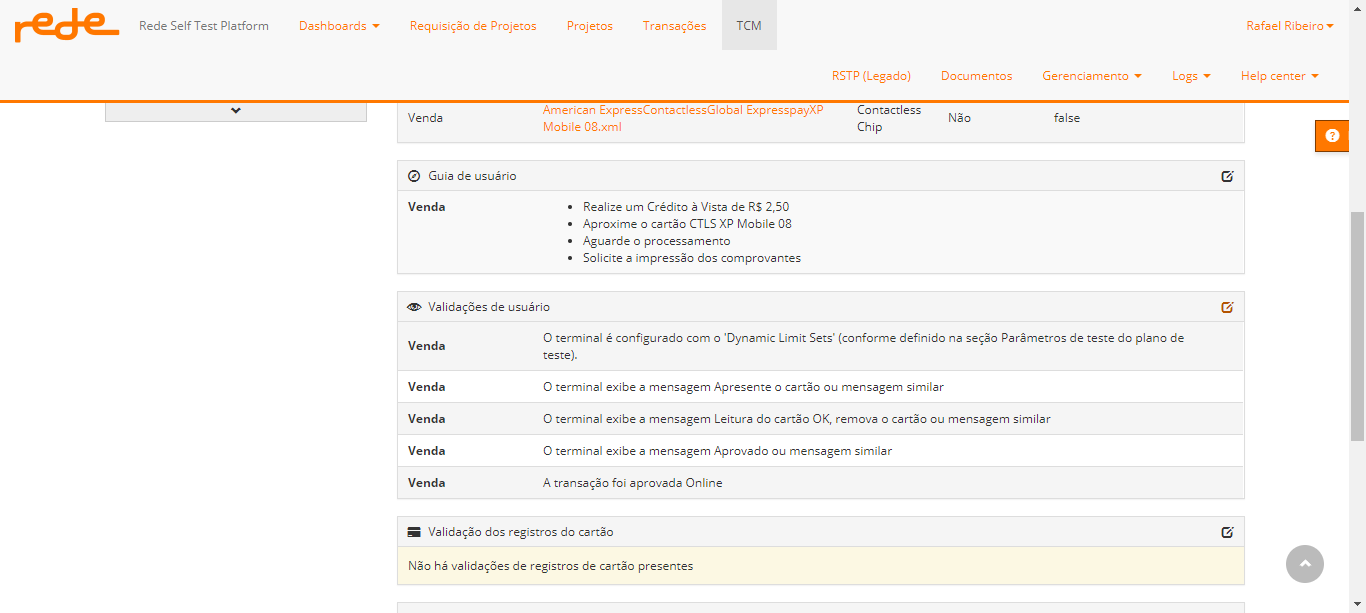 rede Rede Self Test Platform Dashboards Requisição de Projetos Projetos Transações TCM Rafael Ribeiro
RSTP (Legado) Documentos Gerenciamento Logs Help center
Venda American ExpressContactlessGlobal ExpresspayXP Contactless Não false
Mobile 08.xml Chip
Guia de usuário
Venda
Realize um Crédito à Vista de R$ 2,50
Aproxime o cartão CTLS XP Mobile 08
Aguarde o processamento
Solicite a impressão dos comprovantes
Validações de usuário
Venda O terminal é configurado com o 'Dynamic Limit Sets' (conforme definido na seção Parâmetros de teste do plano de
teste).
Venda O terminal exibe a mensagem Apresente o cartão ou mensagem similar
Venda O terminal exibe a mensagem Leitura do cartão OK, remova o cartão ou mensagem similar
Venda O terminal exibe a mensagem Aprovado ou mensagem similar
Venda A transação foi aprovada Online
Validação dos registros do cartão
Não há validações de registros de cartão presentes